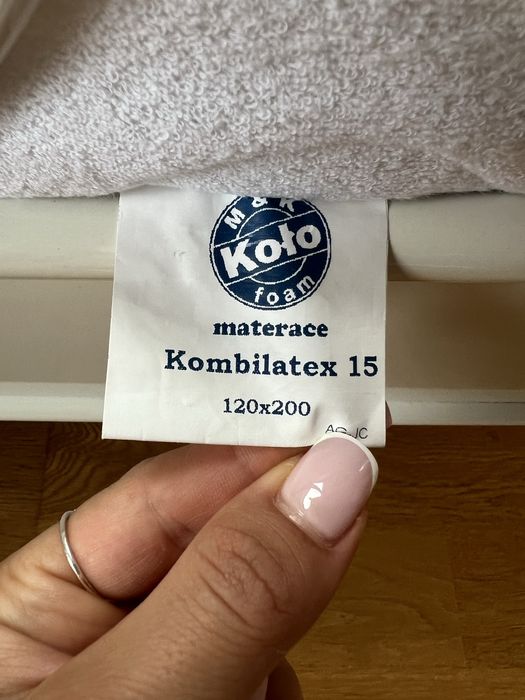 M & K
Koło
foam
materace
Kombilatex 15
120x200